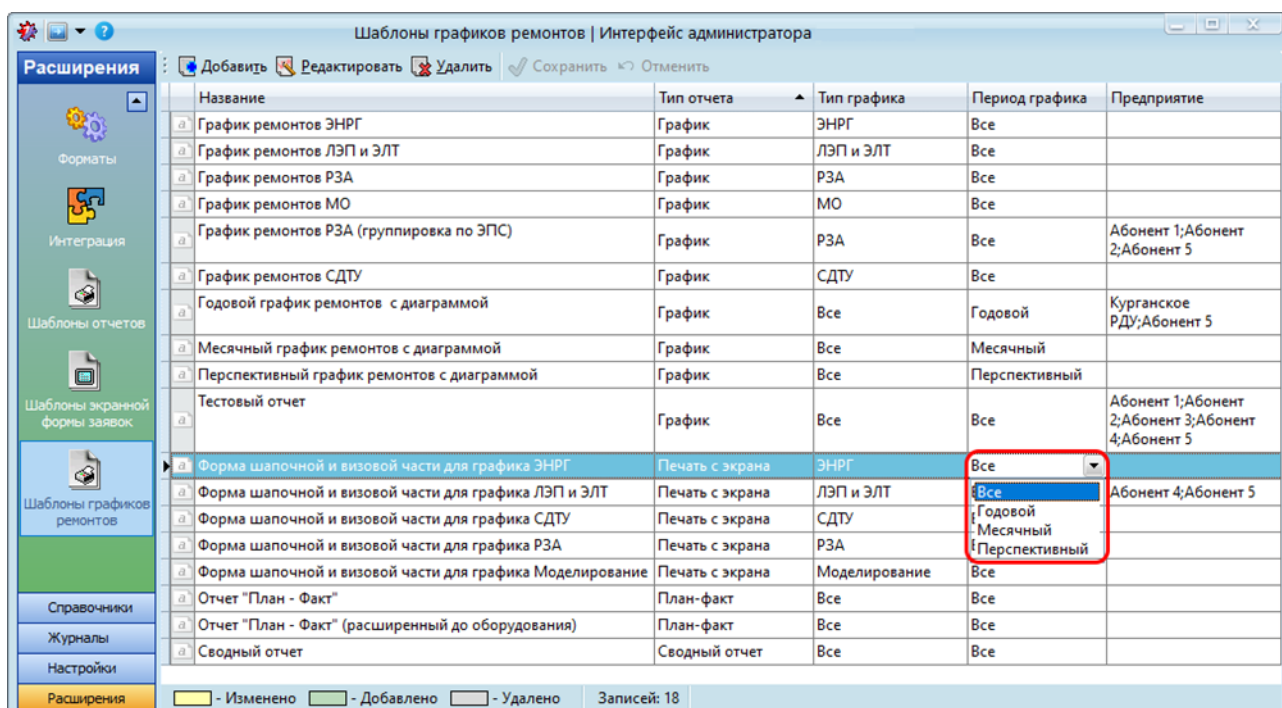 Шаблоны графиков ремонтов | Интерфейс администратора
Расширения
Добавить Редактировать Удалить Сохранить Отменить
Форматы
Интеграция
Шаблоны отчетов
Шаблоны экранной
формы заявок
Шаблоны графиков
ремонтов
Справочники
Журналы
Настройки
Расширения
Название Тип отчета Тип графика Период графика Предприятие
График ремонтов ЭНРГ График ЭНРГ Все
График ремонтов ЛЭП и ЭЛТ График ЛЭП и ЭЛТ Все
График ремонтов РЗА График РЗА Все
График ремонтов МО График МО Все
График ремонтов РЗА (группировка по ЭПС) График РЗА Все Абонент 1;Абонент
2;Абонент 5
График ремонтов СДТУ График СДТУ Все
Годовой график ремонтов с диаграммой График Все Годовой Курганское
РДУ;Абонент 5
Месячный график ремонтов с диаграммой График Все Месячный
Перспективный график ремонтов с диаграммой График Все Перспективный
Тестовый отчет График Все Все Абонент 1;Абонент
2;Абонент 3;Абонент
4;Абонент 5
Форма шапочной и визовой части для графика ЭНРГ Печать с экрана ЭНРГ Все
Форма шапочной и визовой части для графика ЛЭП и ЭЛТ Печать с экрана ЛЭП и ЭЛТ Все Абонент 4;Абонент 5
Форма шапочной и визовой части для графика СДТУ Печать с экрана СДТУ Годовой
Месячный
Форма шапочной и визовой части для графика РЗА Печать с экрана РЗА Перспективный
Форма шапочной и визовой части для графика Моделирование Печать с экрана Моделирование Все
Отчет "План - Факт" План-факт Все Все
Отчет "План - Факт" (расширенный до оборудования) План-факт Все Все
Сводный отчет Сводный отчет Все Все
- Изменено - Добавлено - Удалено Записей: 18